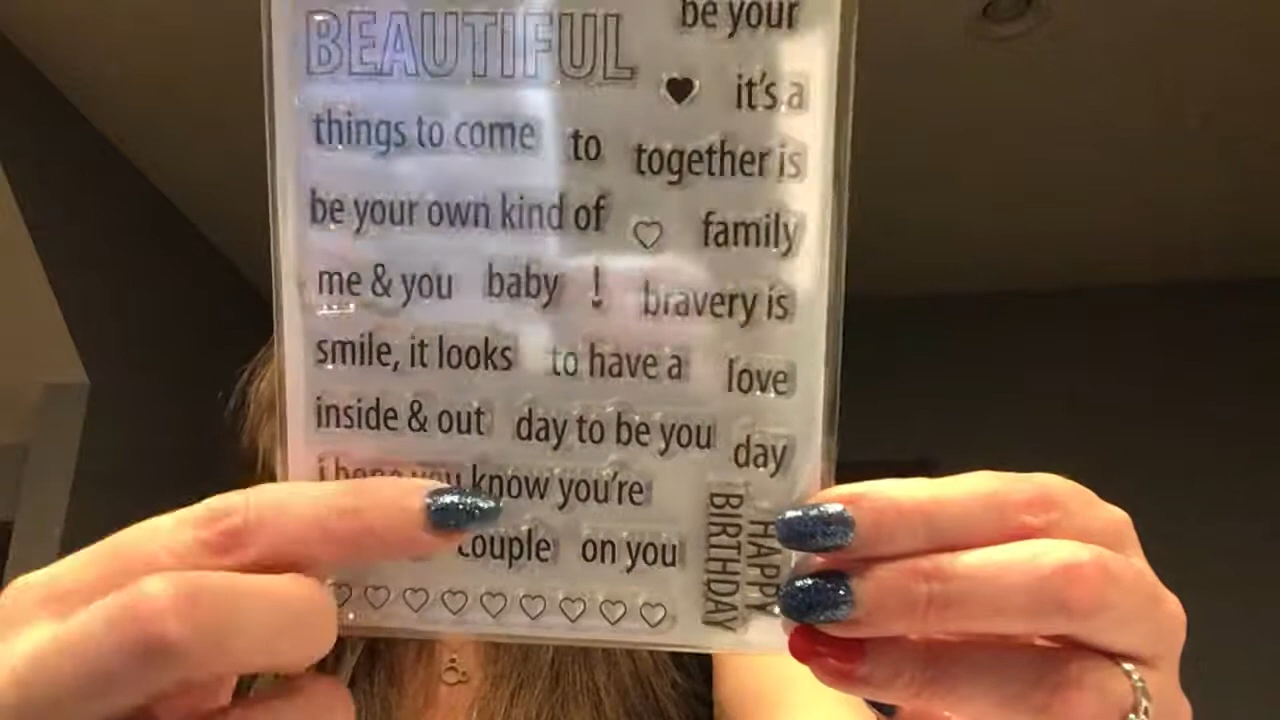 BEAUTIFUL
be your
it's a
things to come
to
together is
be your own kind of
family
me & you
baby
!
bravery is
smile, it looks
to have a
love
inside & out
day to be you
day
i hope you know you're
couple
on you
HAPPY
BIRTHDAY